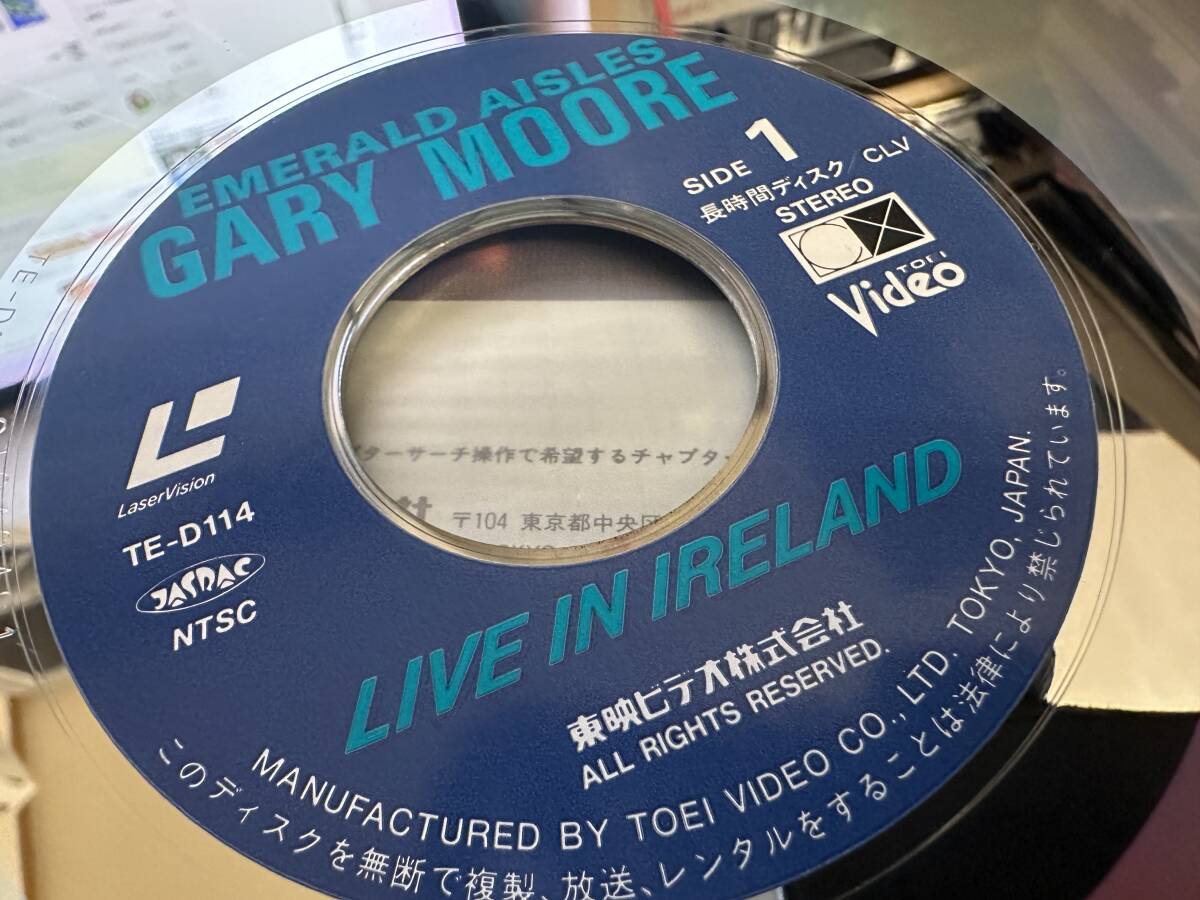 EMERALD AISLES
GARY MOORE
SIDE 1
長時間ディスク/CLV
STEREO
TOEI
Video
LaserVision
TE-D114
JASRAC
NTSC
ターサーチ操作で希望するチャプター
〒104 東京都中央区
LIVE IN IRELAND
東映ビデオ株式会社
ALL RIGHTS RESERVED.
MANUFACTURED BY TOEI VIDEO CO., LTD. TOKYO, JAPAN.
このディスクを無断で複製、放送、レンタルをすることは法律により禁じられています。